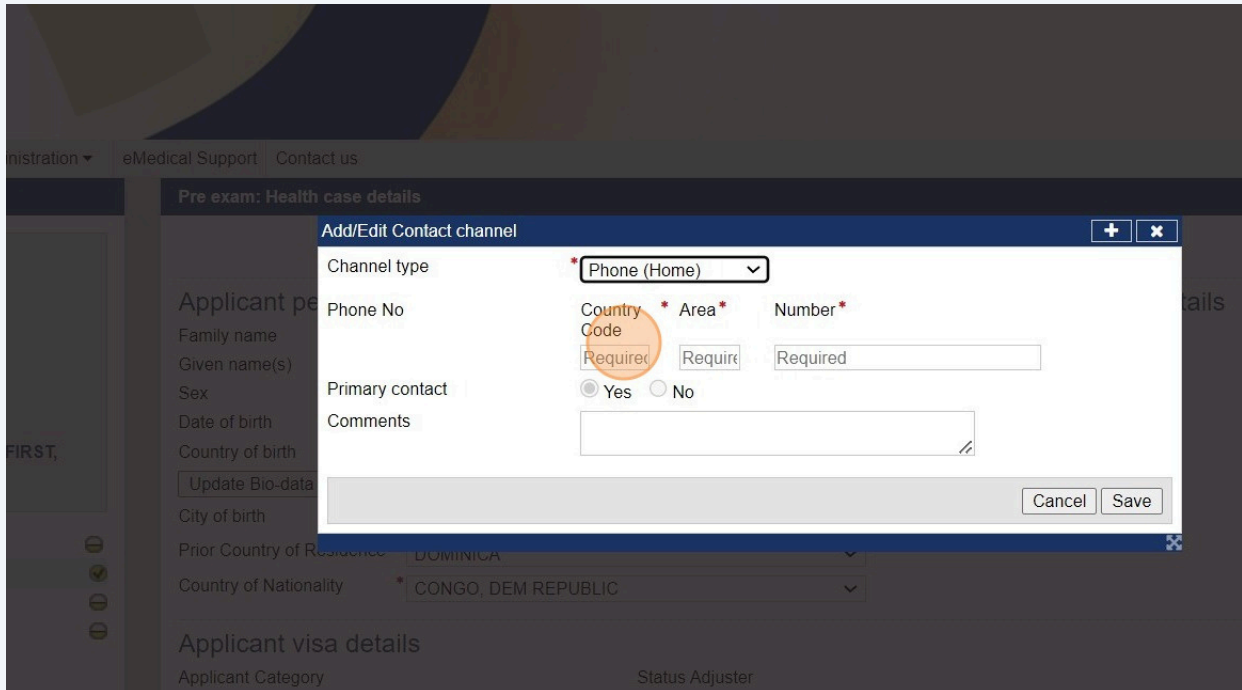 inistration eMedical Support Contact us
Pre exam: Health case details
Add/Edit Contact channel
Channel type * Phone (Home)
Applicant pe
tails
Phone No Country Code * Area * Number *
Required Require Required
Family name
Given name(s)
Primary contact Yes No
Sex
Comments
Date of birth
FIRST,
Country of birth
Update Bio-data
Cancel Save
City of birth
Prior Country of Residence DOMINICA
Country of Nationality * CONGO, DEM REPUBLIC
Applicant visa details
Applicant Category Status Adjuster